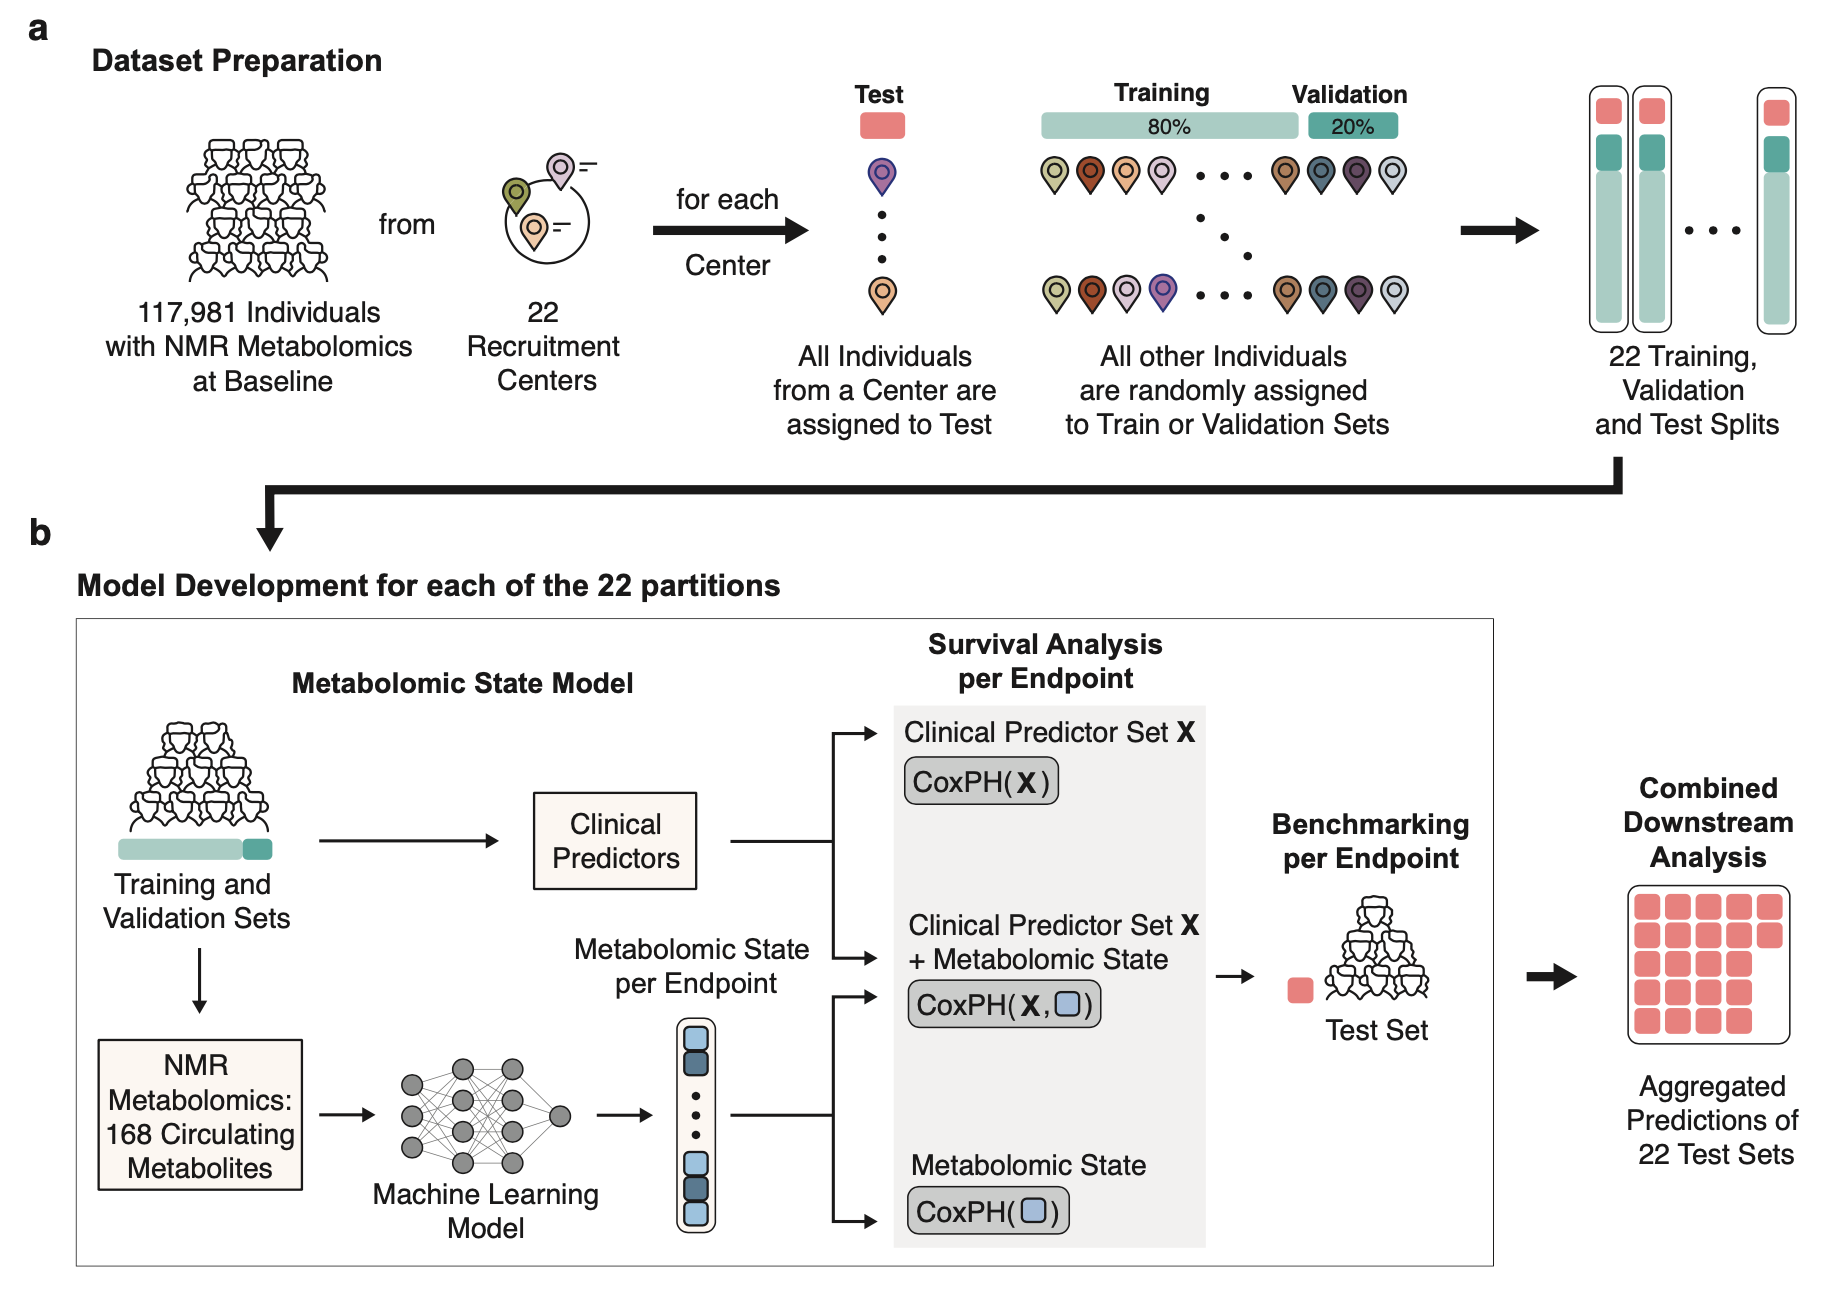 a
Dataset Preparation
117,981 Individuals
with NMR Metabolomics
at Baseline
from
22
Recruitment
Centers
for each
Center
Test
All Individuals
from a Center are
assigned to Test
Training
Validation
80%
20%
All other Individuals
are randomly assigned
to Train or Validation Sets
22 Training,
Validation
and Test Splits
b
Model Development for each of the 22 partitions
Metabolomic State Model
Training and
Validation Sets
Clinical
Predictors
NMR
Metabolomics:
168 Circulating
Metabolites
Machine Learning
Model
Metabolomic State
per Endpoint
Survival Analysis
per Endpoint
Clinical Predictor Set X
CoxPH(X)
Clinical Predictor Set X
+ Metabolomic State
CoxPH(X, )
Metabolomic State
CoxPH( )
Benchmarking
per Endpoint
Test Set
Combined
Downstream
Analysis
Aggregated
Predictions of
22 Test Sets